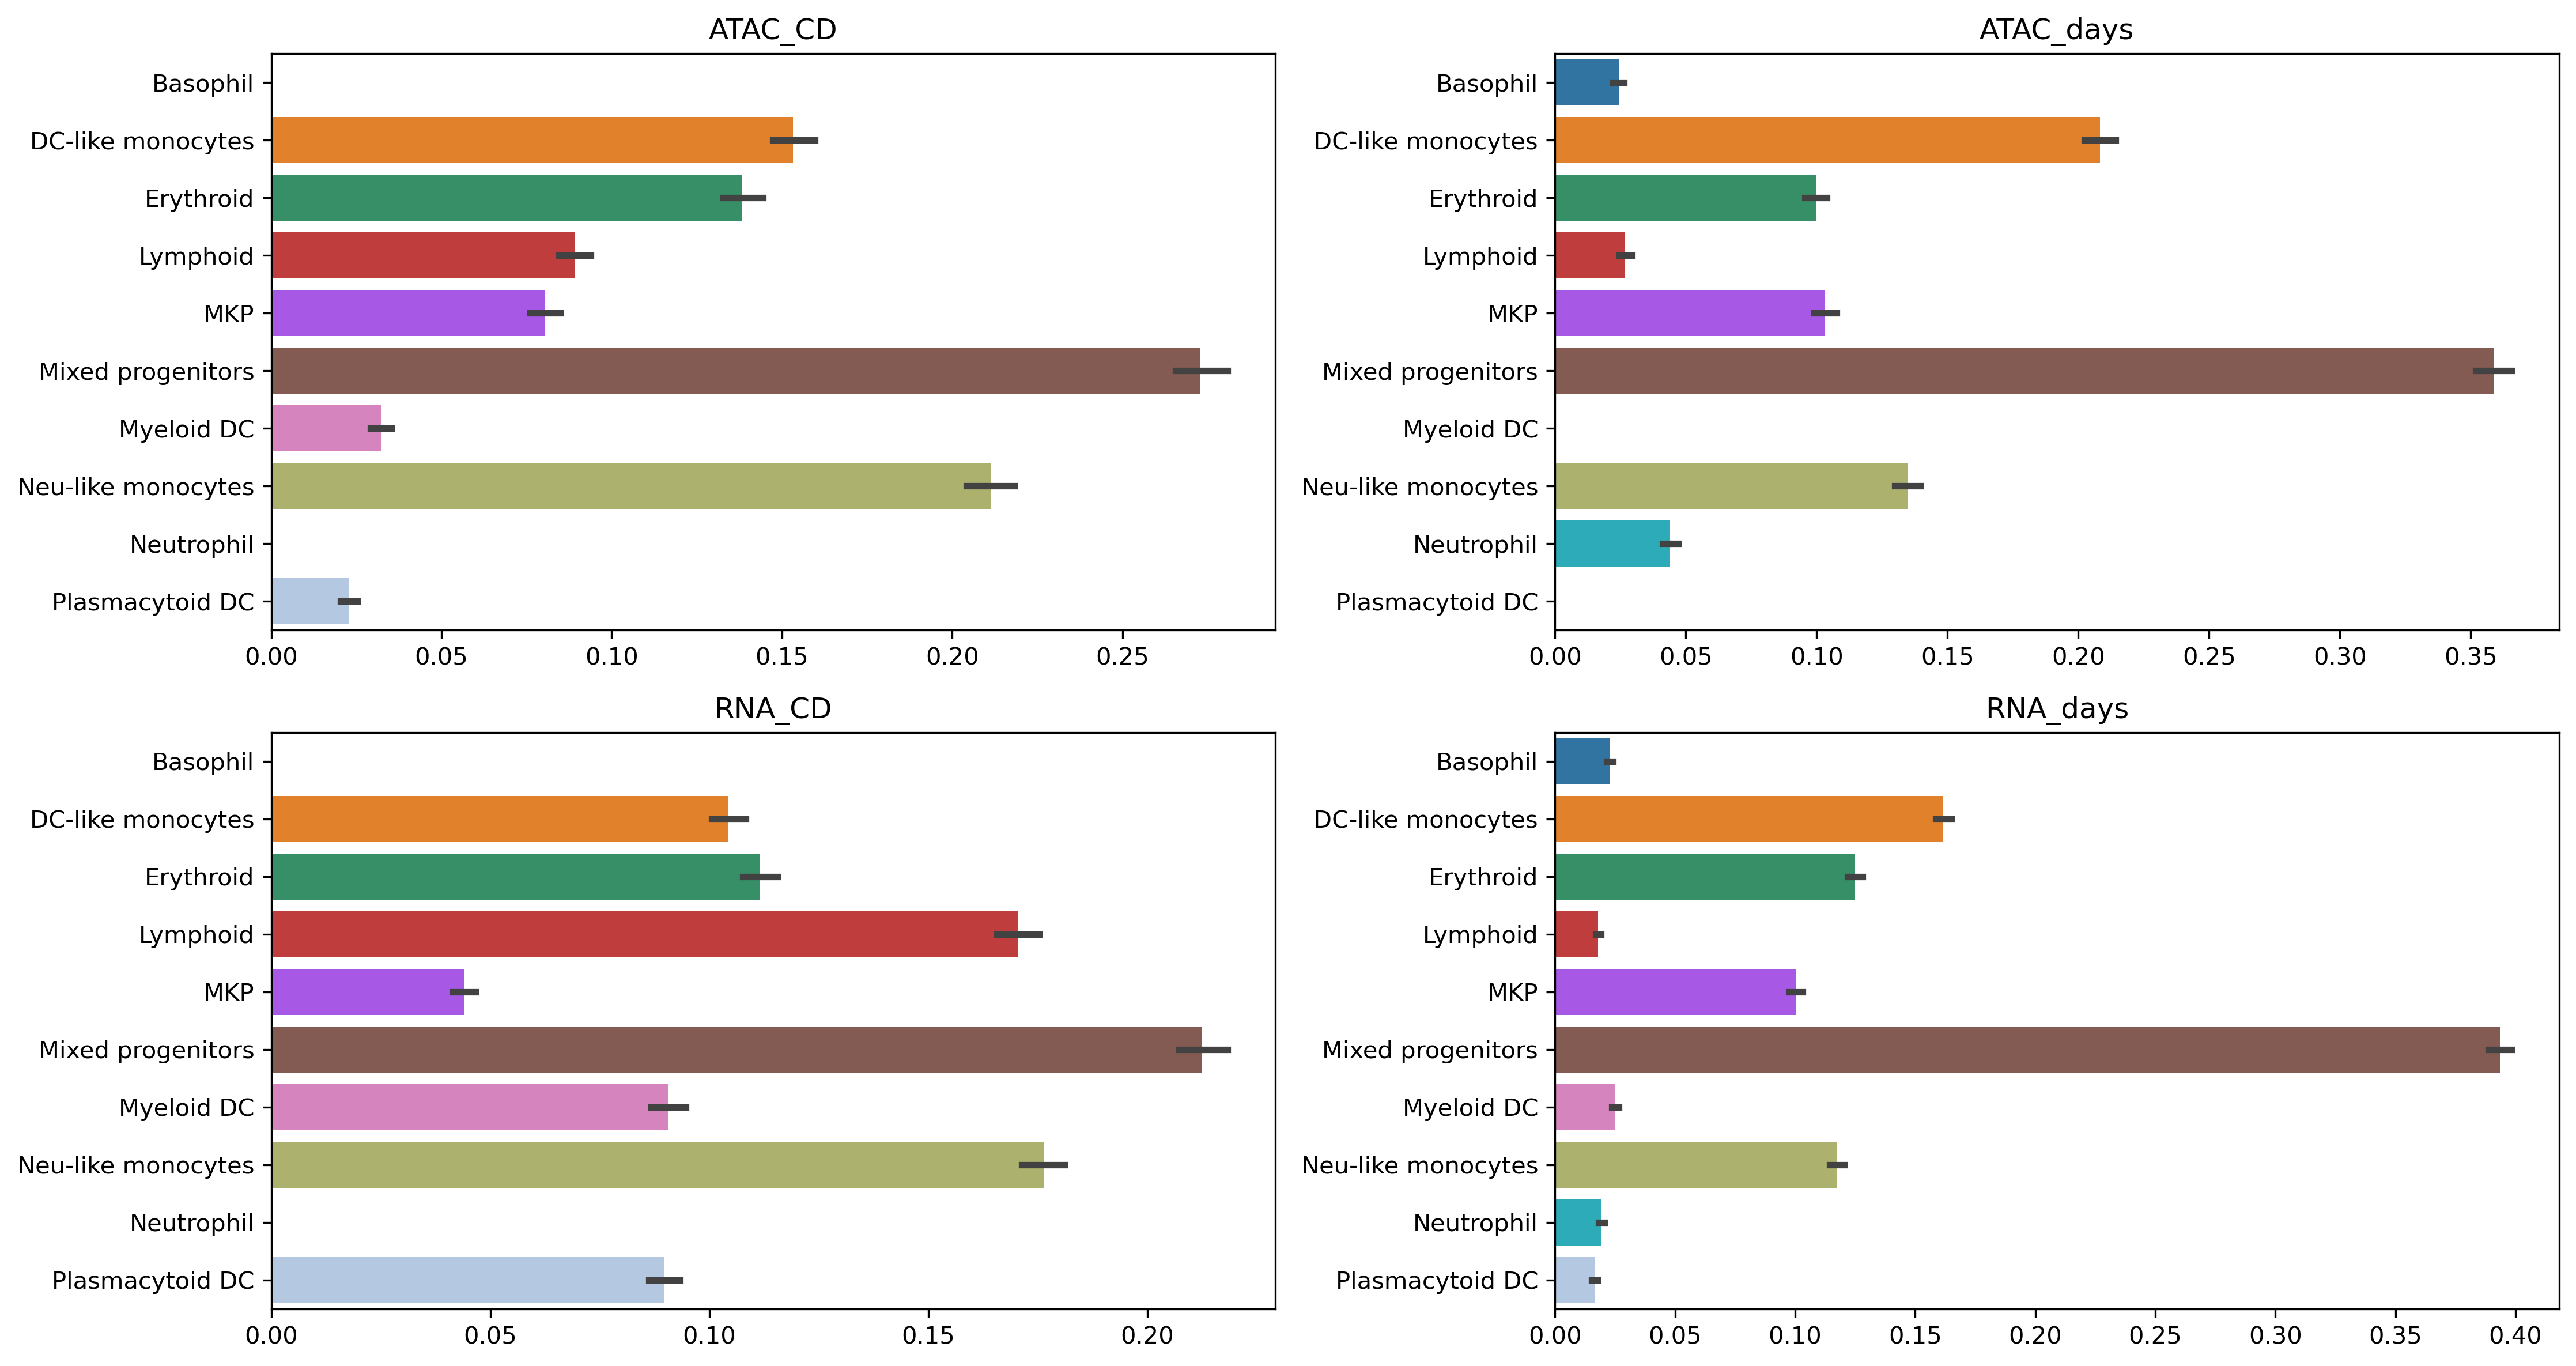 ATAC_CD
Basophil
DC-like monocytes
Erythroid
Lymphoid
MKP
Mixed progenitors
Myeloid DC
Neu-like monocytes
Neutrophil
Plasmacytoid DC
0.00 0.05 0.10 0.15 0.20 0.25
ATAC_days
Basophil
DC-like monocytes
Erythroid
Lymphoid
MKP
Mixed progenitors
Myeloid DC
Neu-like monocytes
Neutrophil
Plasmacytoid DC
0.00 0.05 0.10 0.15 0.20 0.25 0.30 0.35
RNA_CD
Basophil
DC-like monocytes
Erythroid
Lymphoid
MKP
Mixed progenitors
Myeloid DC
Neu-like monocytes
Neutrophil
Plasmacytoid DC
0.00 0.05 0.10 0.15 0.20
RNA_days
Basophil
DC-like monocytes
Erythroid
Lymphoid
MKP
Mixed progenitors
Myeloid DC
Neu-like monocytes
Neutrophil
Plasmacytoid DC
0.00 0.05 0.10 0.15 0.20 0.25 0.30 0.35 0.40